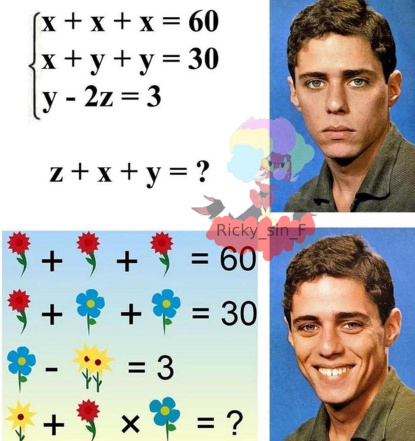 x + x + x = 60
x + y + y = 30
y - 2z = 3
z + x + y = ?
Ricky_sin_F
+ + = 60
+ + = 30
- = 3
+ × = ?